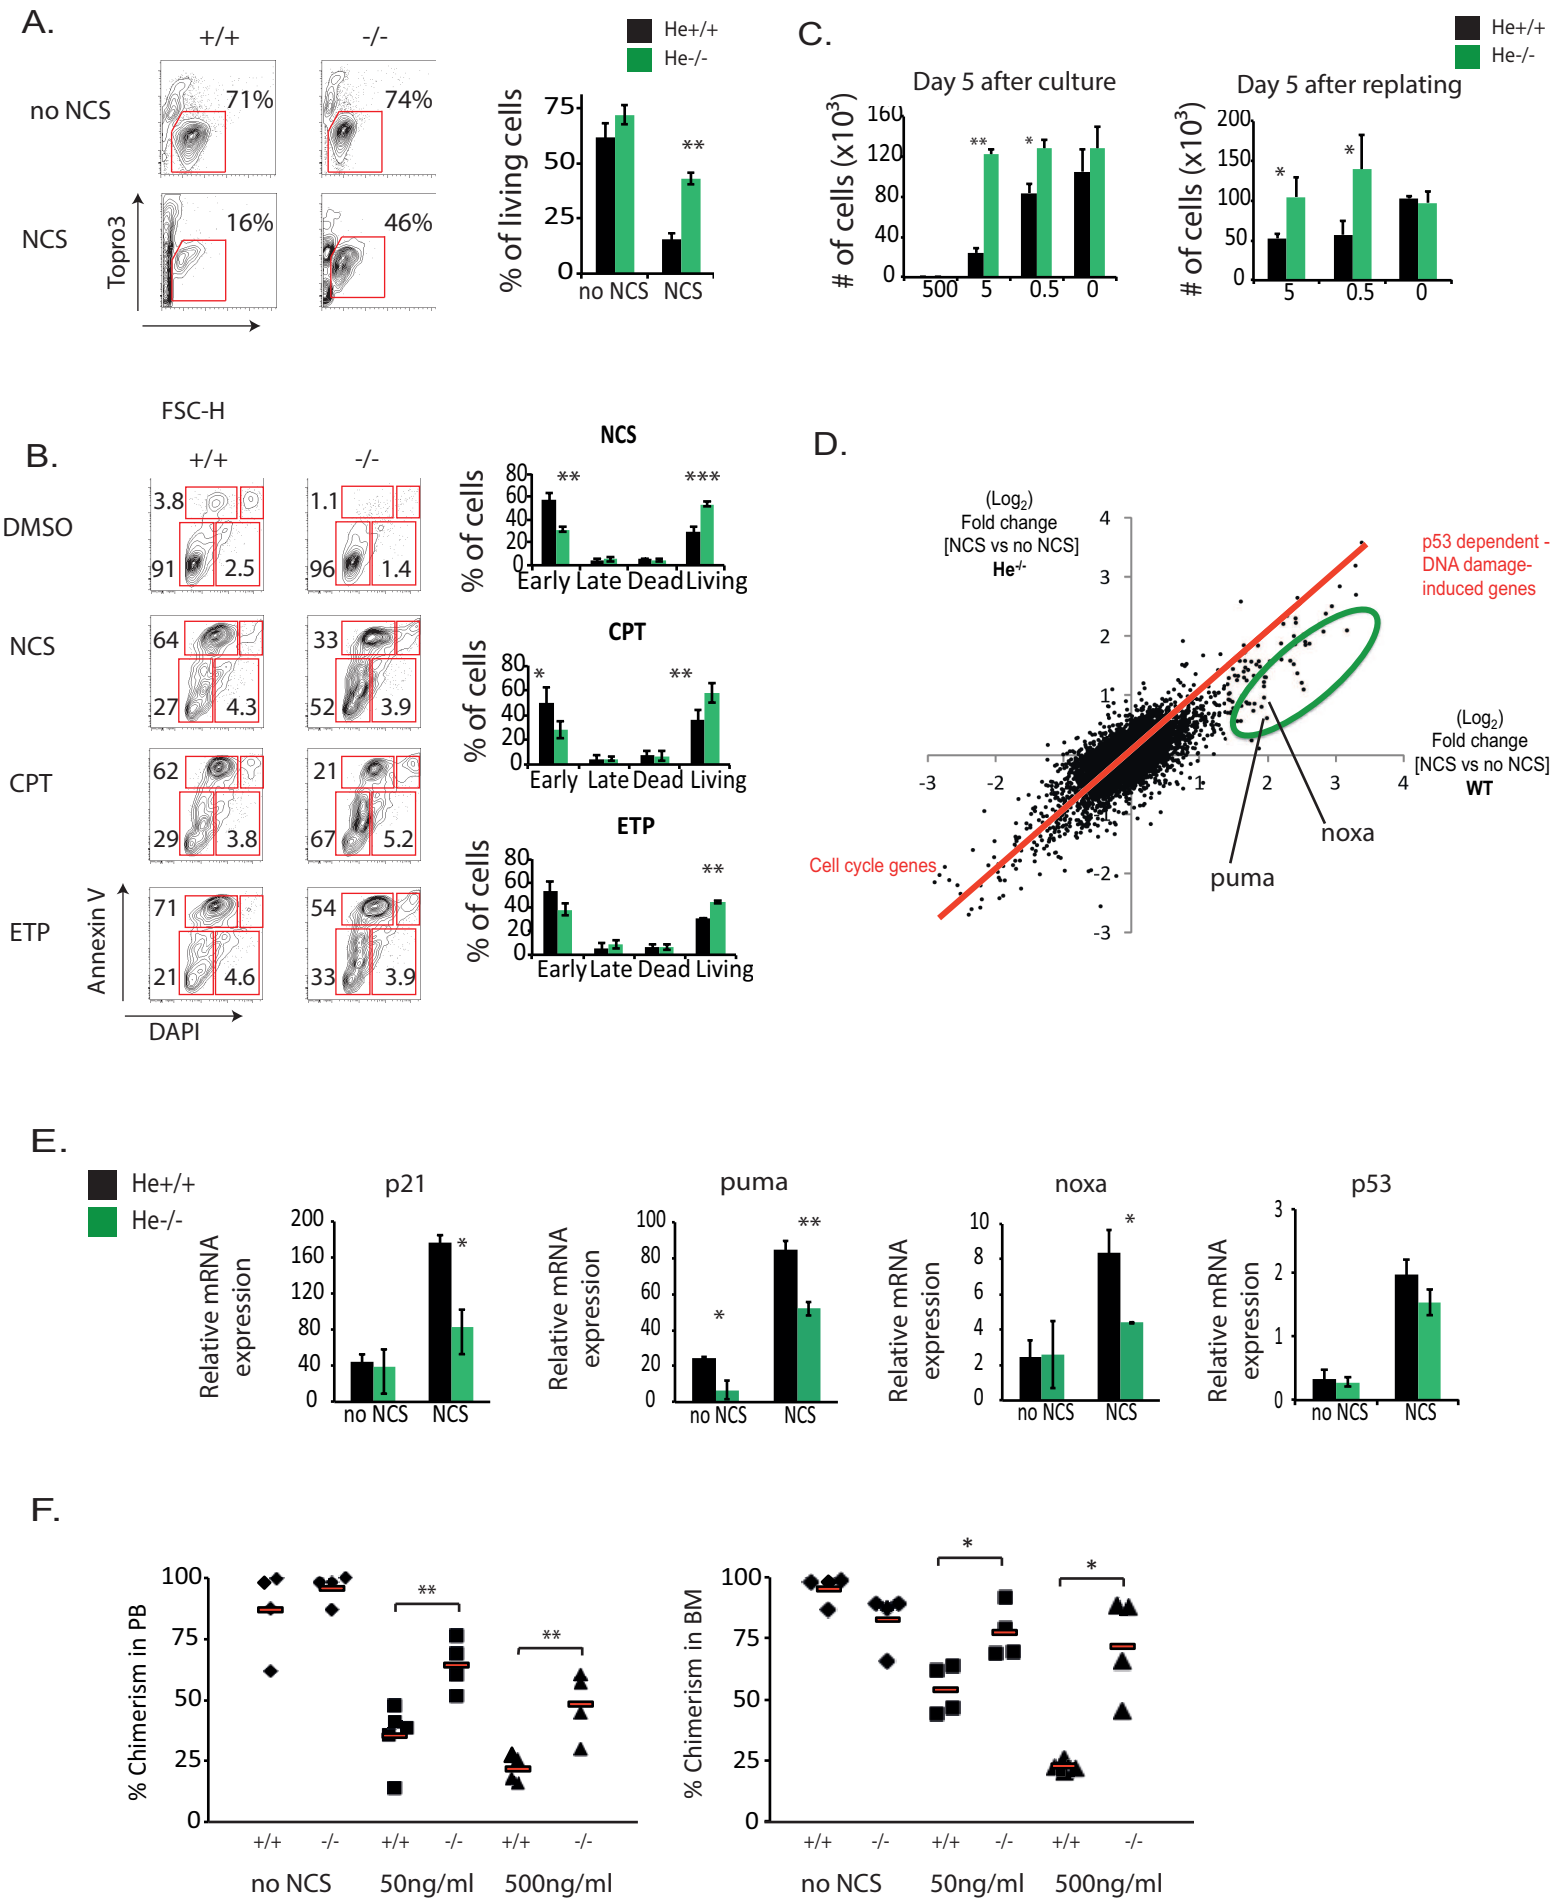 A.
+/+
-/-
no NCS
71%
74%
NCS
16%
46%
Topro3
FSC-H
He+/+
He-/-
% of living cells
75
50
25
0
**
no NCS
NCS
C.
He+/+
He-/-
Day 5 after culture
# of cells (x10³)
160
120
80
40
0
**
*
500
5
0.5
0
Day 5 after replating
# of cells (x10³)
200
150
100
50
0
*
*
5
0.5
0
B.
+/+
-/-
DMSO
3.8
91
2.5
1.1
96
1.4
NCS
64
27
4.3
33
52
3.9
CPT
62
29
3.8
21
67
5.2
ETP
71
21
4.6
54
33
3.9
Annexin V
DAPI
NCS
% of cells
80
60
40
20
0
**
***
Early Late Dead Living
CPT
% of cells
80
60
40
20
0
*
**
Early Late Dead Living
ETP
% of cells
80
60
40
20
0
**
Early Late Dead Living
D.
(Log₂)
Fold change
[NCS vs no NCS]
He-/-
4
3
2
1
-2
-3
-3
-2
1
2
3
4
p53 dependent -
DNA damage-
induced genes
(Log₂)
Fold change
[NCS vs no NCS]
WT
noxa
puma
Cell cycle genes
E.
He+/+
He-/-
p21
Relative mRNA
expression
200
160
120
80
40
0
*
no NCS
NCS
puma
Relative mRNA
expression
100
80
60
40
20
0
*
**
no NCS
NCS
noxa
Relative mRNA
expression
10
8
6
4
2
0
*
no NCS
NCS
p53
Relative mRNA
expression
3
2
1
0
no NCS
NCS
F.
% Chimerism in PB
100
75
50
25
0
**
**
+/+
-/-
+/+
-/-
+/+
-/-
no NCS
50ng/ml
500ng/ml
% Chimerism in BM
100
75
50
25
0
*
*
+/+
-/-
+/+
-/-
+/+
-/-
no NCS
50ng/ml
500ng/ml